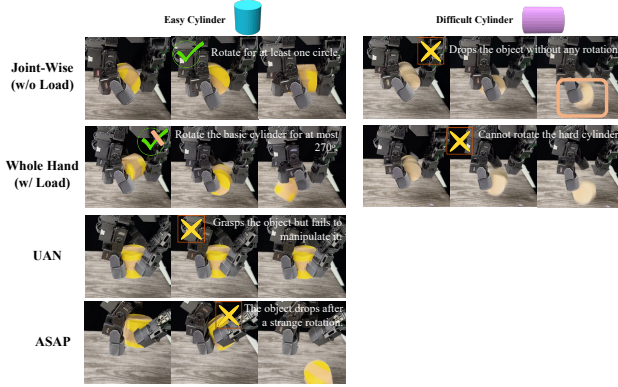 Easy Cylinder
Difficult Cylinder
Joint-Wise
(w/o Load)
Rotate for at least one circle.
Drops the object without any rotation
Whole Hand
(w/ Load)
Rotate the basic cylinder for at most
270°.
Cannot rotate the hard cylinder
UAN
Grasps the object but fails to
manipulate it.
ASAP
The object drops after
a strange rotation.